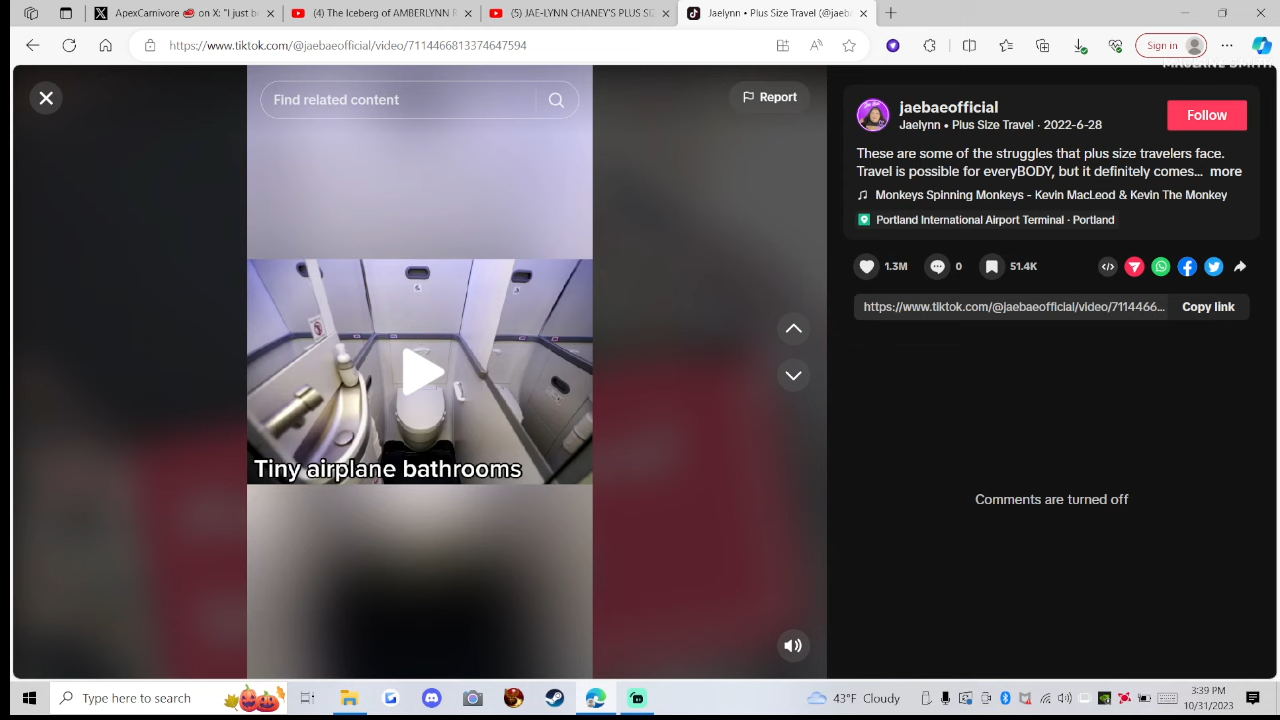 ApexCarnivore 🥩 on X: "I just b
(4) The Iceberg of AMBERLYNN R
(5) JAE-LYNN CHANEY'S PLUS SI
Jaelynn • Plus Size Travel (@jaeb
https://www.tiktok.com/@jaebaeofficial/video/7114466813374647594
Sign in
Find related content
Report
jaebaeofficial
Jaelynn • Plus Size Travel · 2022-6-28
Follow
These are some of the struggles that plus size travelers face.
Travel is possible for everyBODY, but it definitely comes... more
Monkeys Spinning Monkeys - Kevin MacLeod & Kevin The Monkey
Portland International Airport Terminal · Portland
1.3M
0
51.4K
https://www.tiktok.com/@jaebaeofficial/video/7114466...
Copy link
Tiny airplane bathrooms
Comments are turned off
Type here to search
43°F Cloudy
3:39 PM
10/31/2023